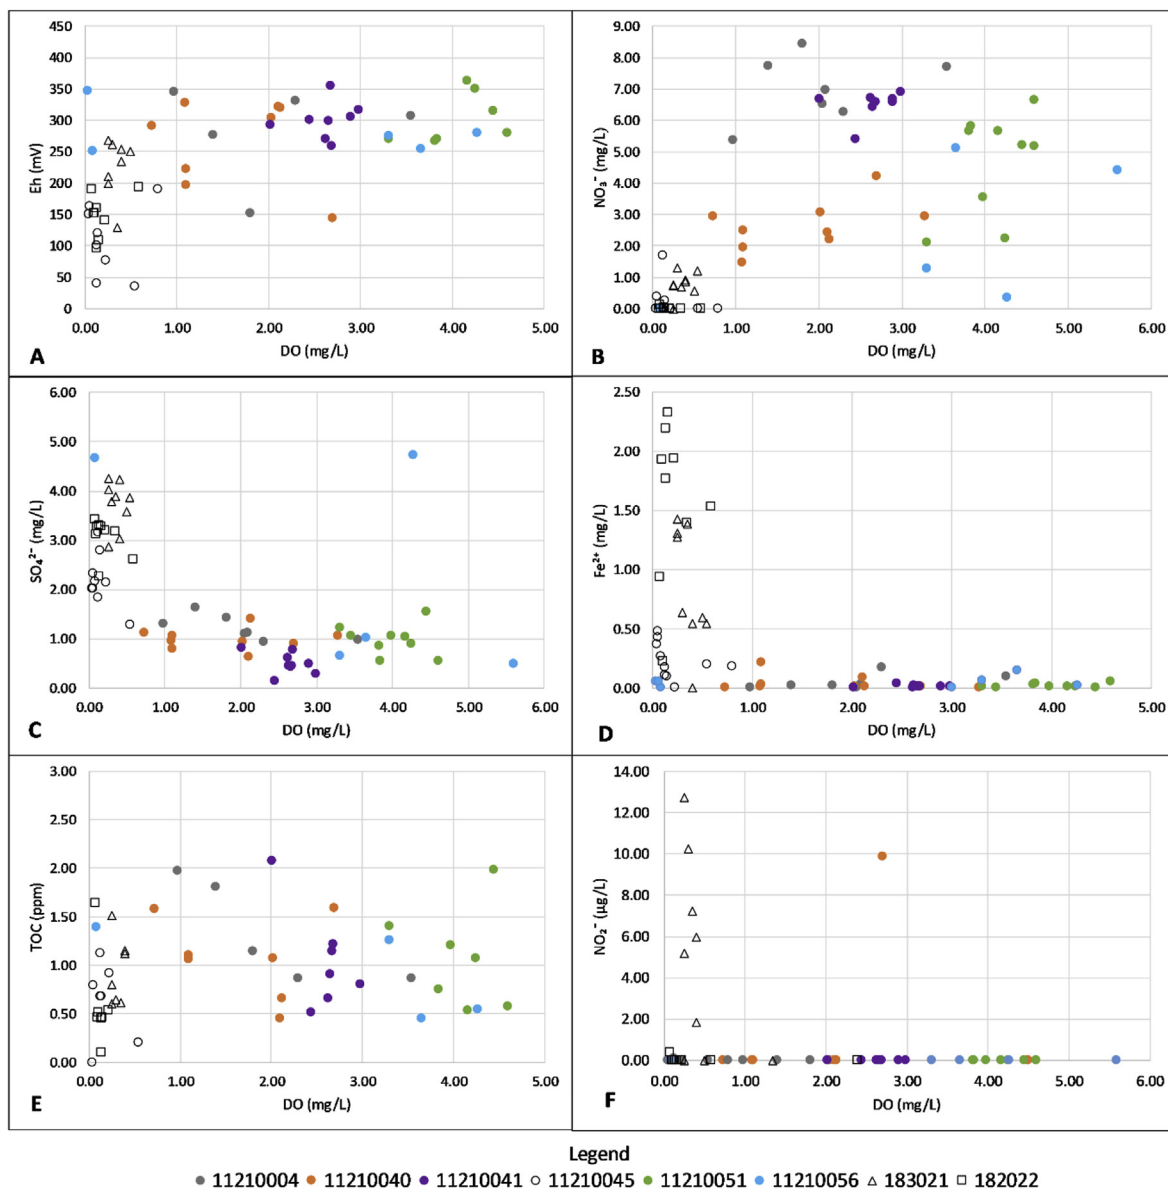 450
400
350
300
250
200
150
100
50
0
Eh (mV)
0.00 1.00 2.00 3.00 4.00 5.00
DO (mg/L)
A
9.00
8.00
7.00
6.00
5.00
4.00
3.00
2.00
1.00
0.00
NO₃⁻ (mg/L)
0.00 1.00 2.00 3.00 4.00 5.00 6.00
DO (mg/L)
B
6.00
5.00
4.00
3.00
2.00
1.00
0.00
SO₄²⁻ (mg/L)
0.00 1.00 2.00 3.00 4.00 5.00 6.00
DO (mg/L)
C
2.50
2.00
1.50
1.00
0.50
0.00
Fe²⁺ (mg/L)
0.00 1.00 2.00 3.00 4.00 5.00
DO (mg/L)
D
3.00
2.50
2.00
1.50
1.00
0.50
0.00
TOC (ppm)
0.00 1.00 2.00 3.00 4.00 5.00
DO (mg/L)
E
14.00
12.00
10.00
8.00
6.00
4.00
2.00
0.00
NO₂⁻ (µg/L)
0.00 1.00 2.00 3.00 4.00 5.00 6.00
DO (mg/L)
F
Legend
11210004 11210040 11210041 11210045 11210051 11210056 183021 182022